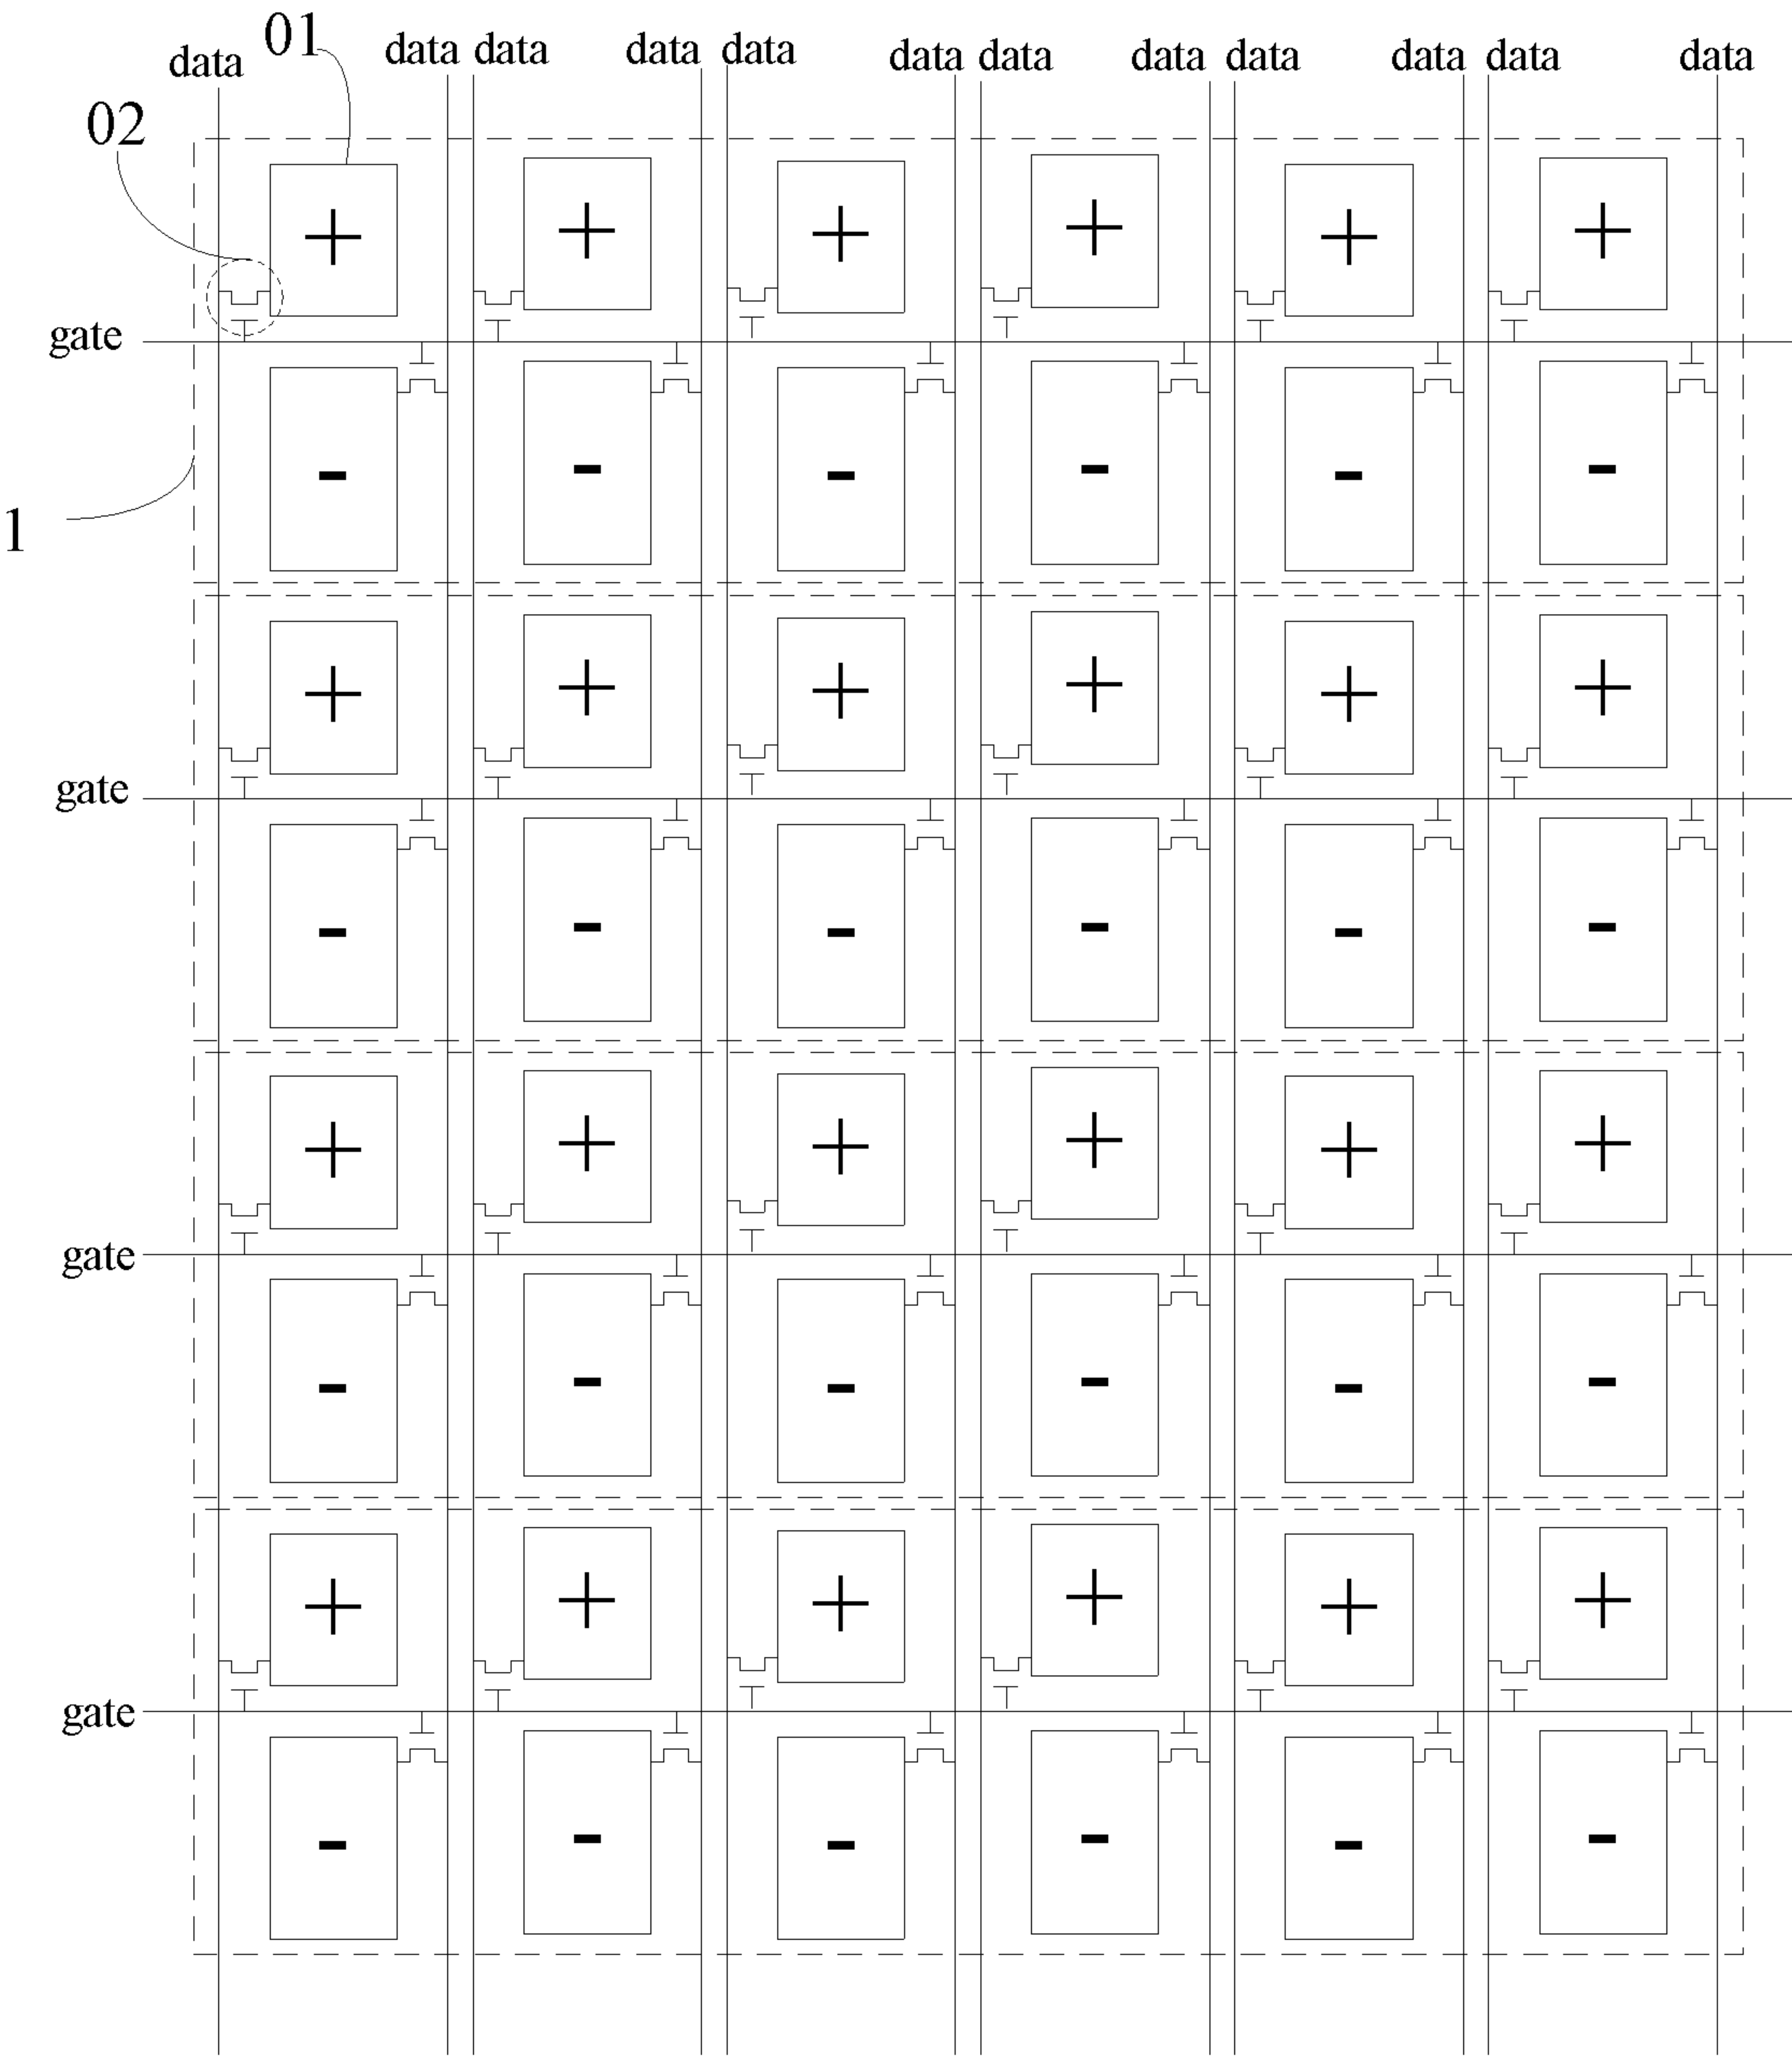 01
data data data data data data data data data data data data
02
+ + + + + +
gate
- - - - - -
1
+ + + + + +
gate
- - - - - -
+ + + + + +
gate
- - - - - -
+ + + + + +
gate
- - - - - -